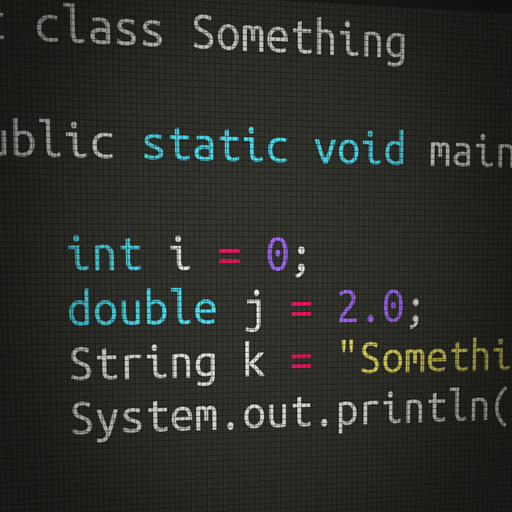 c class Something
ublic static void main
int i = 0;
double j = 2.0;
String k = "Somethi
System.out.println(